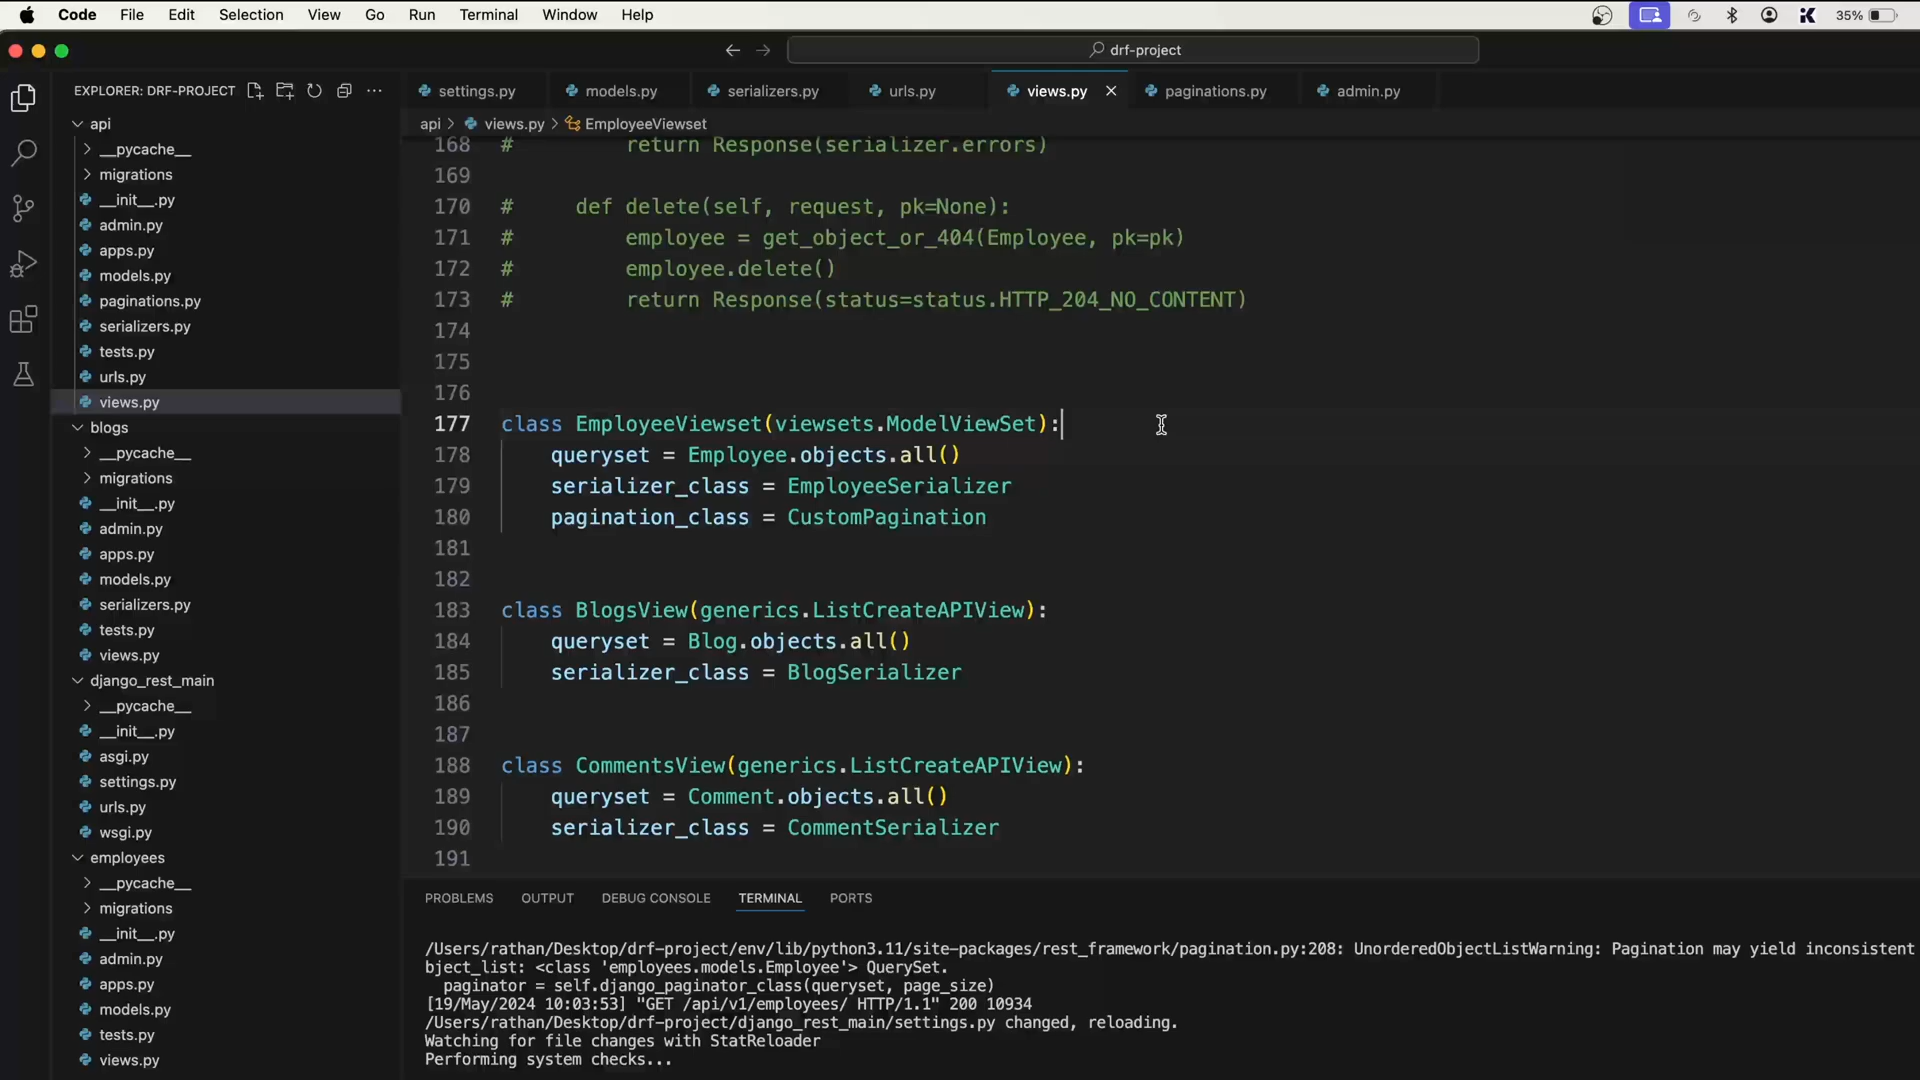 Code File Edit Selection View Go Run Terminal Window Help 35%
drf-project
EXPLORER: DRF-PROJECT
api
__pycache__
migrations
__init__.py
admin.py
apps.py
models.py
paginations.py
serializers.py
tests.py
urls.py
views.py
blogs
__pycache__
migrations
__init__.py
admin.py
apps.py
models.py
serializers.py
tests.py
views.py
django_rest_main
__pycache__
__init__.py
asgi.py
settings.py
urls.py
wsgi.py
employees
__pycache__
migrations
__init__.py
admin.py
apps.py
models.py
tests.py
views.py
settings.py models.py serializers.py urls.py views.py paginations.py admin.py
api > views.py > EmployeeViewset
168 #         return Response(serializer.errors)
169
170 #     def delete(self, request, pk=None):
171 #         employee = get_object_or_404(Employee, pk=pk)
172 #         employee.delete()
173 #         return Response(status=status.HTTP_204_NO_CONTENT)
174
175
176
177 class EmployeeViewset(viewsets.ModelViewSet):
178     queryset = Employee.objects.all()
179     serializer_class = EmployeeSerializer
180     pagination_class = CustomPagination
181
182
183 class BlogsView(generics.ListCreateAPIView):
184     queryset = Blog.objects.all()
185     serializer_class = BlogSerializer
186
187
188 class CommentsView(generics.ListCreateAPIView):
189     queryset = Comment.objects.all()
190     serializer_class = CommentSerializer
191
PROBLEMS OUTPUT DEBUG CONSOLE TERMINAL PORTS
/Users/rathan/Desktop/drf-project/env/lib/python3.11/site-packages/rest_framework/pagination.py:208: UnorderedObjectListWarning: Pagination may yield inconsistent
bject_list: <class 'employees.models.Employee'> QuerySet.
  paginator = self.django_paginator_class(queryset, page_size)
[19/May/2024 10:03:53] "GET /api/v1/employees/ HTTP/1.1" 200 10934
/Users/rathan/Desktop/drf-project/django_rest_main/settings.py changed, reloading.
Watching for file changes with StatReloader
Performing system checks...